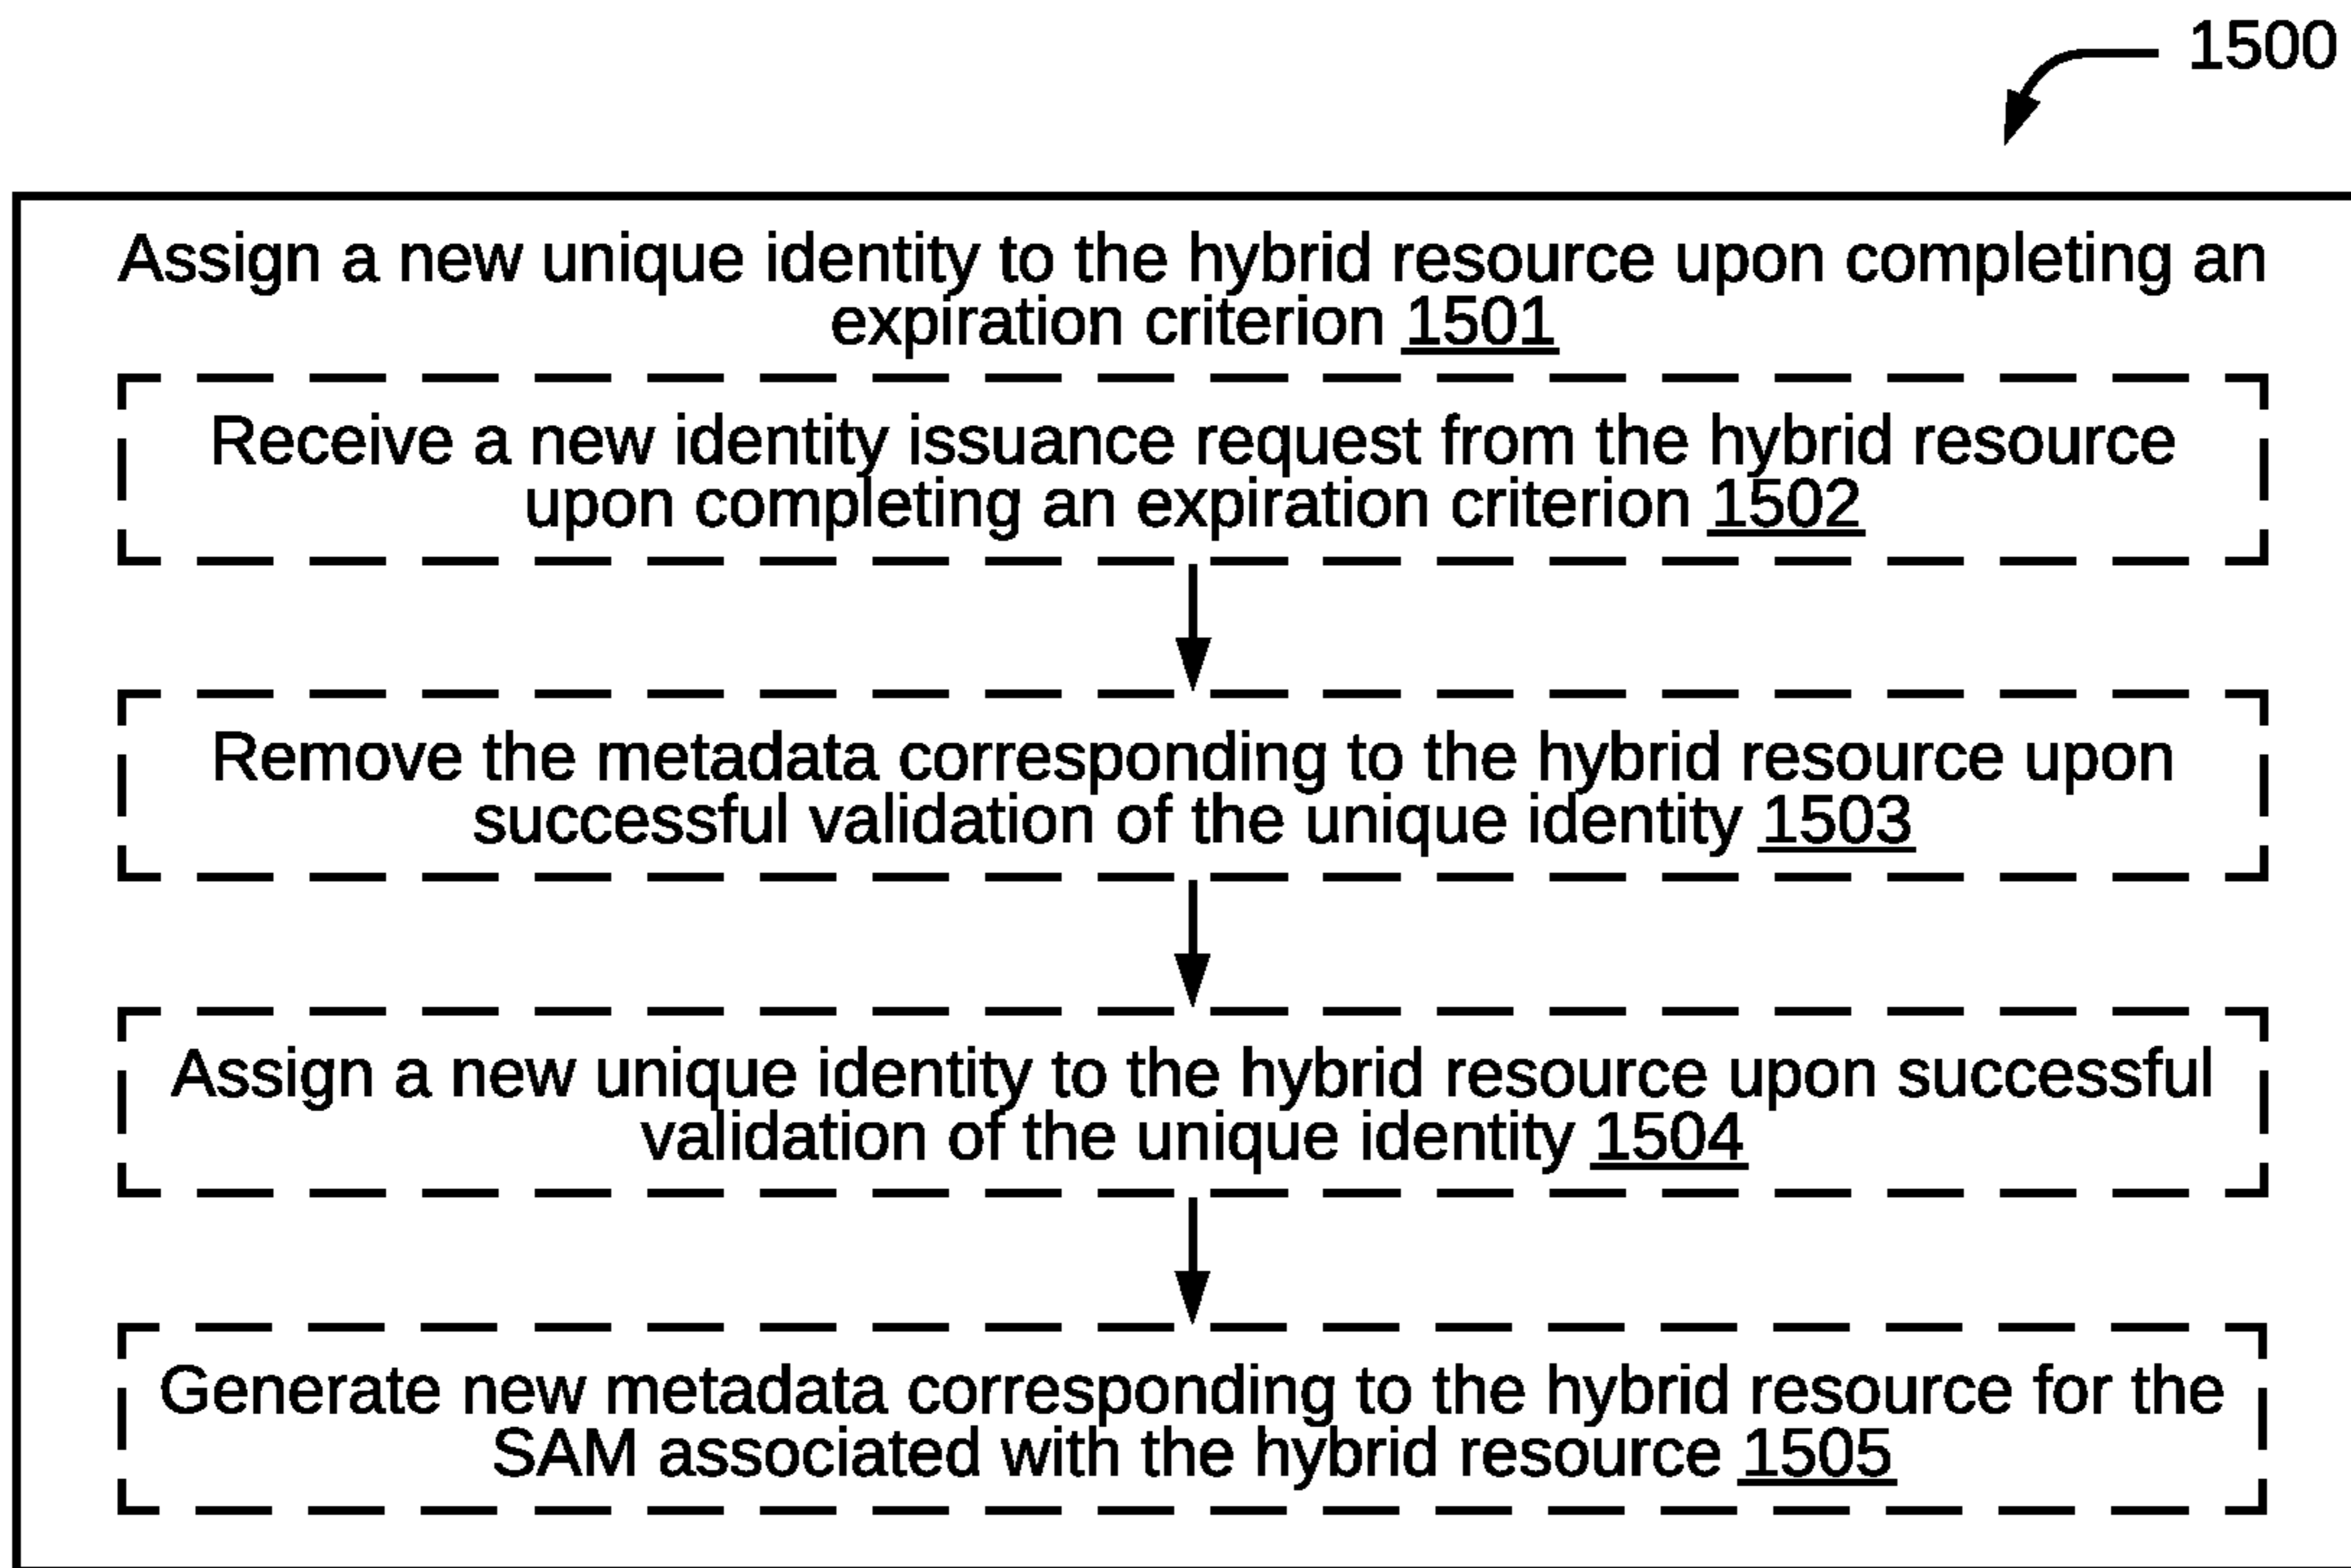 1500
Assign a new unique identity to the hybrid resource upon completing an
expiration criterion 1501
Receive a new identity issuance request from the hybrid resource
upon completing an expiration criterion 1502
Remove the metadata corresponding to the hybrid resource upon
successful validation of the unique identity 1503
Assign a new unique identity to the hybrid resource upon successful
validation of the unique identity 1504
Generate new metadata corresponding to the hybrid resource for the
SAM associated with the hybrid resource 1505